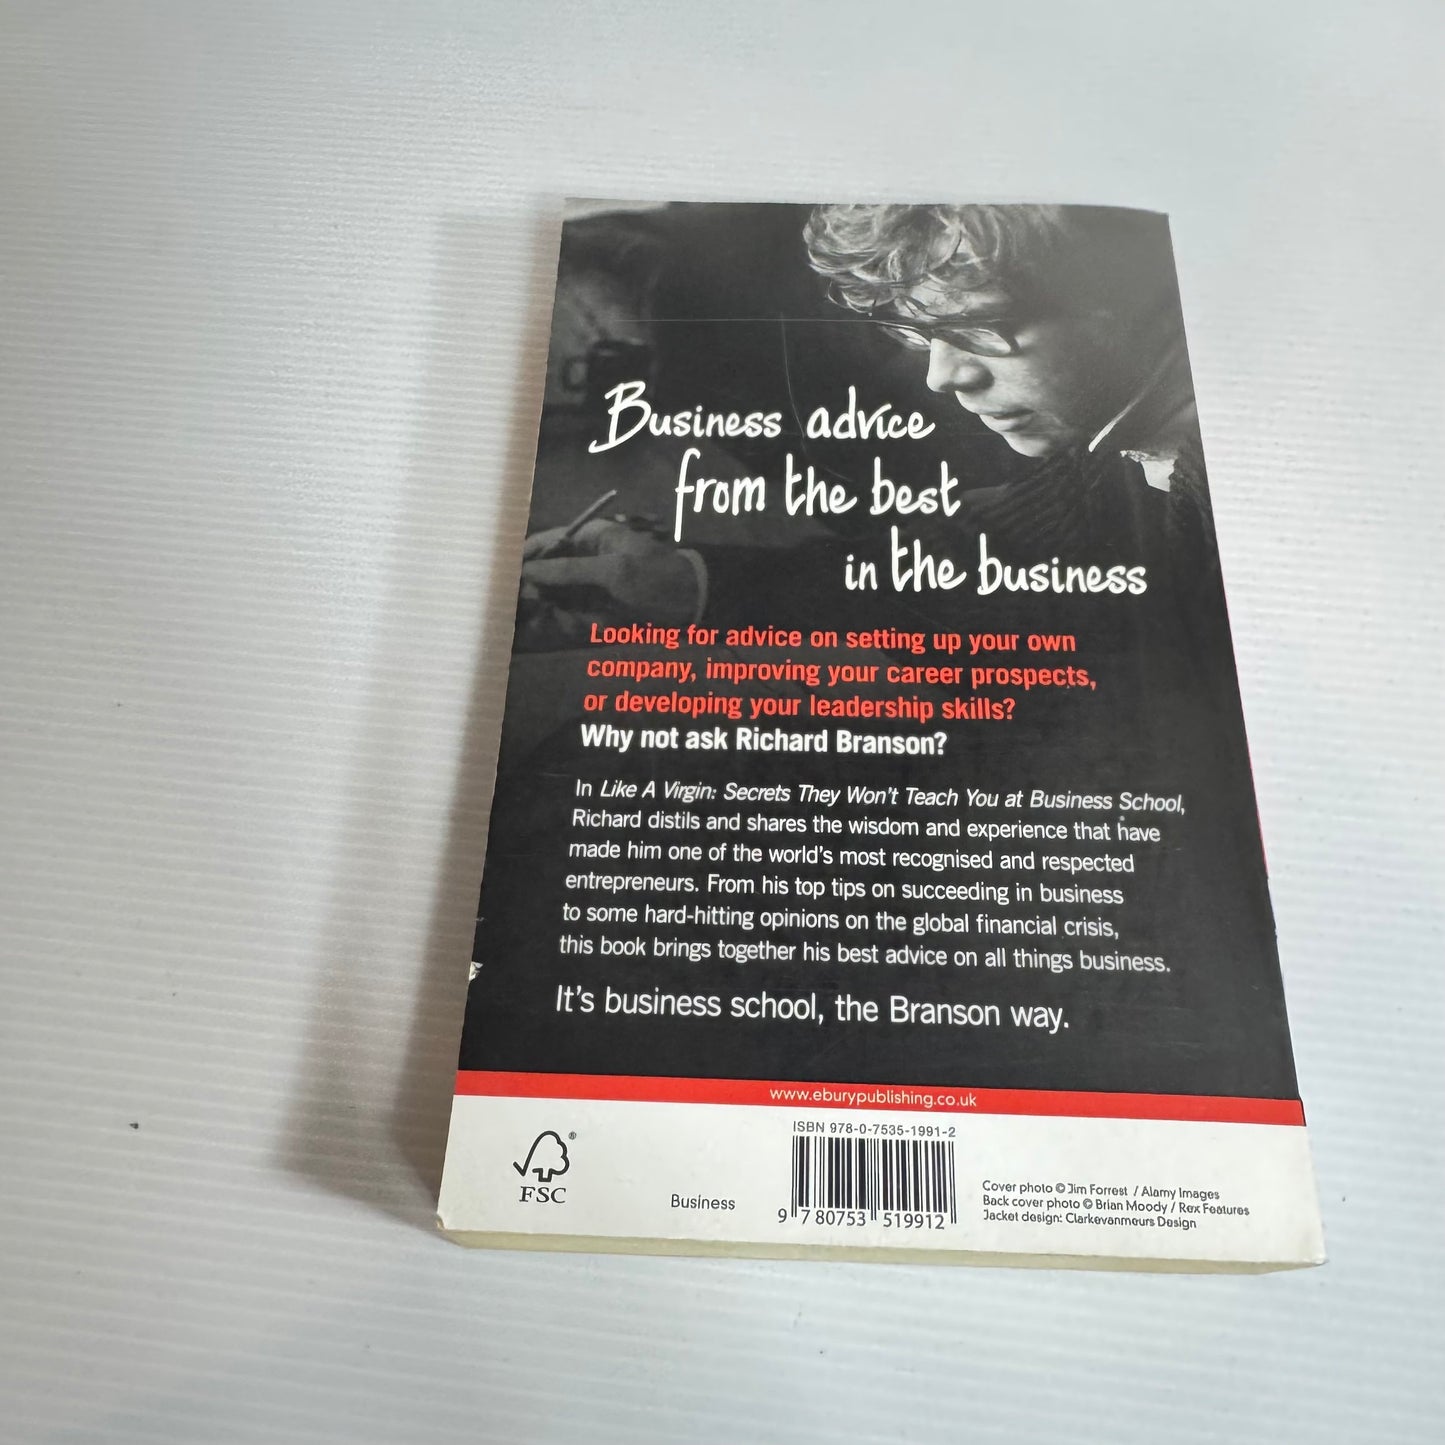 Business advice
from the best
in the business
Looking for advice on setting up your own
company, improving your career prospects,
or developing your leadership skills?
Why not ask Richard Branson?
In Like A Virgin: Secrets They Won't Teach You at Business School,
Richard distils and shares the wisdom and experience that have
made him one of the world's most recognised and respected
entrepreneurs. From his top tips on succeeding in business
to some hard-hitting opinions on the global financial crisis,
this book brings together his best advice on all things business.
It's business school, the Branson way.
www.eburypublishing.co.uk
® FSC
Business
ISBN 978-0-7535-1991-2
9 780753 519912
Cover photo © Jim Forrest / Alamy Images
Back cover photo © Brian Moody / Rex Features
Jacket design: Clarkevanmeurs Design